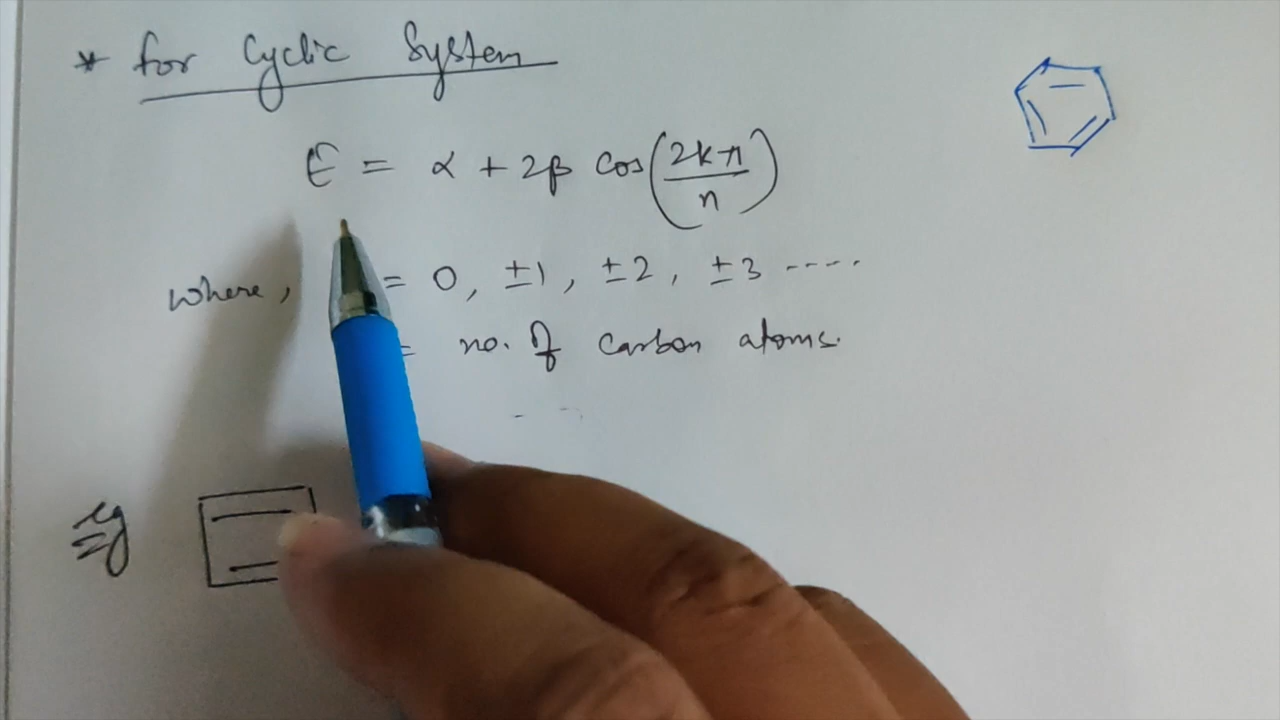 * for Cyclic System
E = α + 2β cos(2kπ/n)
where, = 0, ±1, ±2, ±3 -----
= no. of carbon atoms.
eg